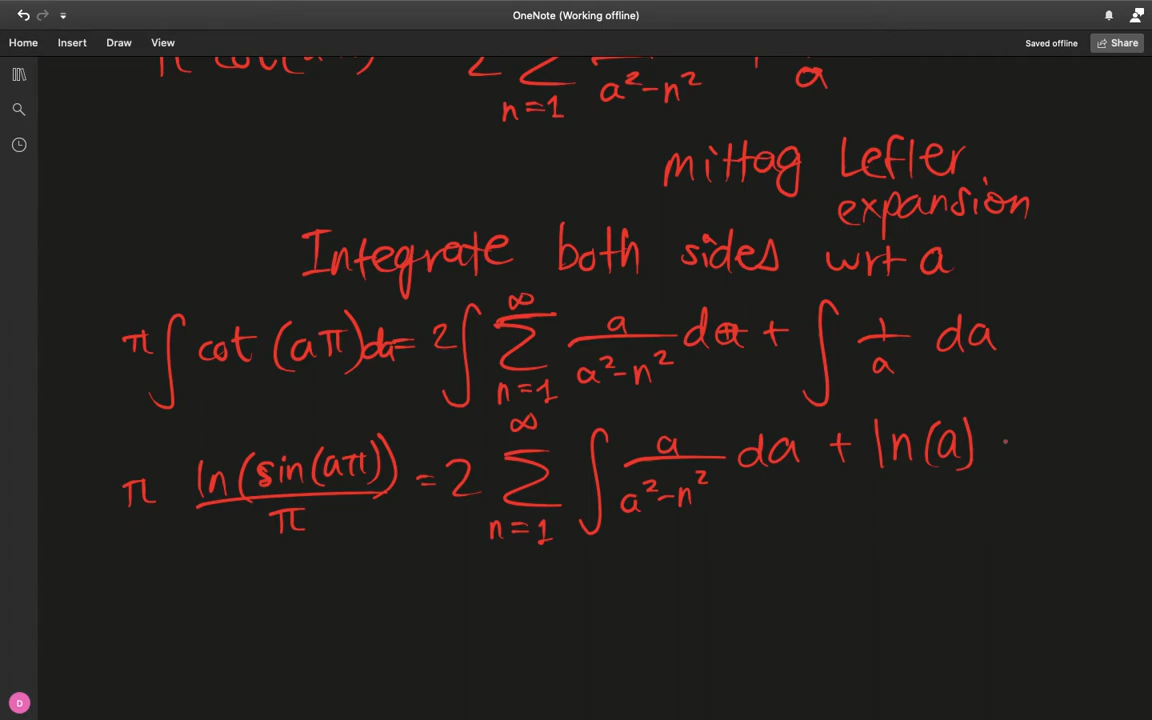 OneNote (Working offline)
Home Insert Draw View Saved offline Share
π cot(aπ) 2 ∑ n=1 a²-n² + a
mittag Lefler
expansion
Integrate both sides wrt a
π ∫ cot (aπ)da = 2 ∫ ∑ n=1 ∞ a/(a²-n²) da + ∫ 1/a da
π ln(sin(aπ))/π = 2 ∑ n=1 ∞ ∫ a/(a²-n²) da + ln(a)
D